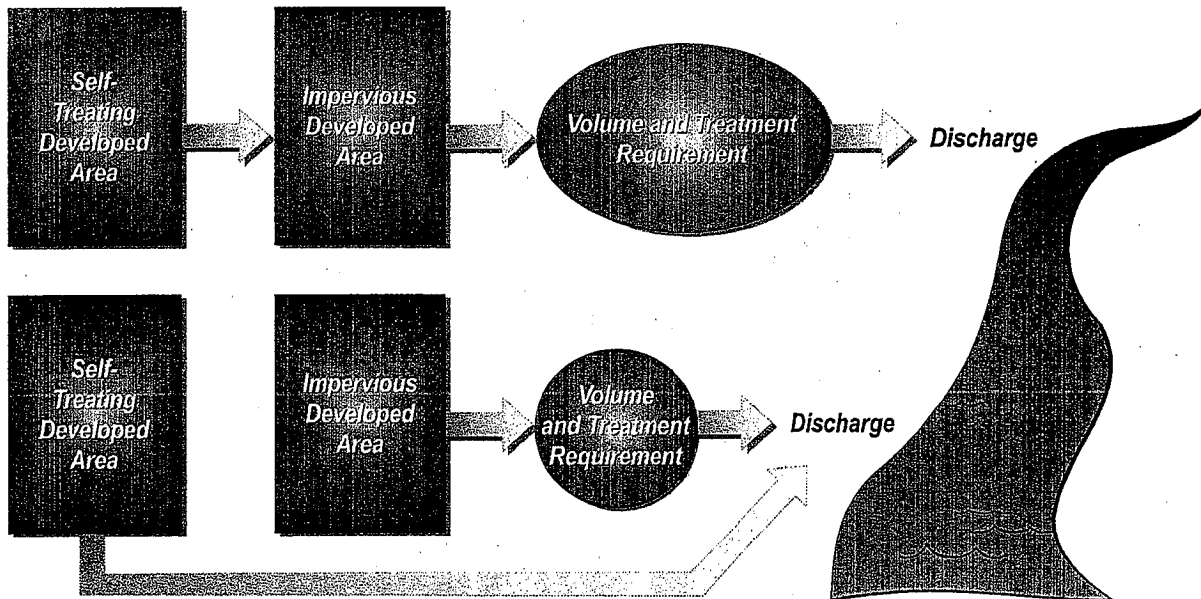 Self-
Treating
Developed
Area
Impervious
Developed
Area
Volume and Treatment
Requirement
Discharge
Self-
Treating
Developed
Area
Impervious
Developed
Area
Volume
and Treatment
Requirement
Discharge